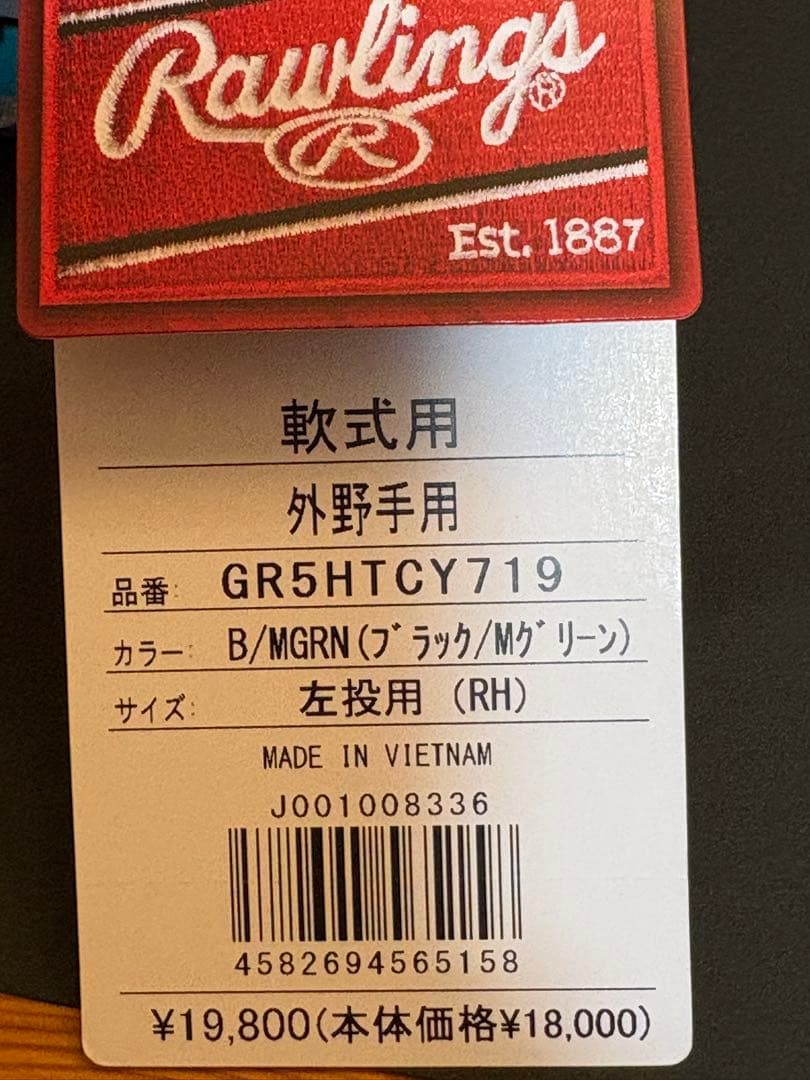 Rawlings®
R
Est. 1887
軟式用
外野手用
品番: GR5HTCY719
カラー: B/MGRN(ブラック/Mグリーン)
サイズ: 左投用 (RH)
MADE IN VIETNAM
J001008336
4582694565158
¥19,800(本体価格¥18,000)